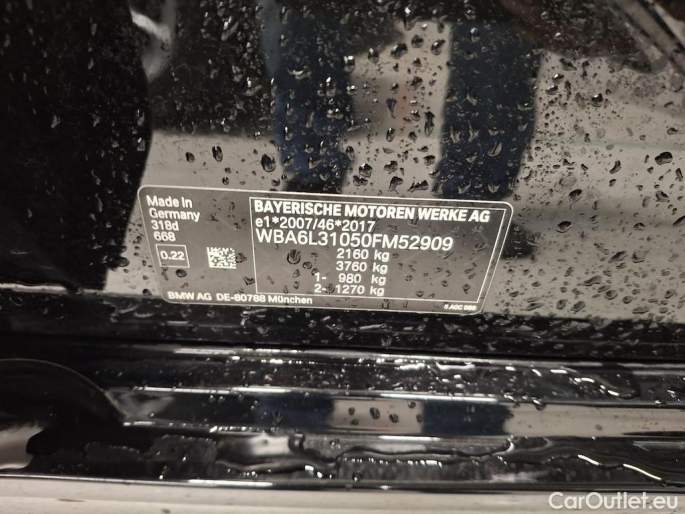 Made in
Germany
318d
668
0.22
BAYERISCHE MOTOREN WERKE AG
e1*2007/46*2017
WBA6L31050FM52909
2160 kg
3760 kg
1- 980 kg
2- 1270 kg
BMW AG DE-80788 München
CarOutlet.eu